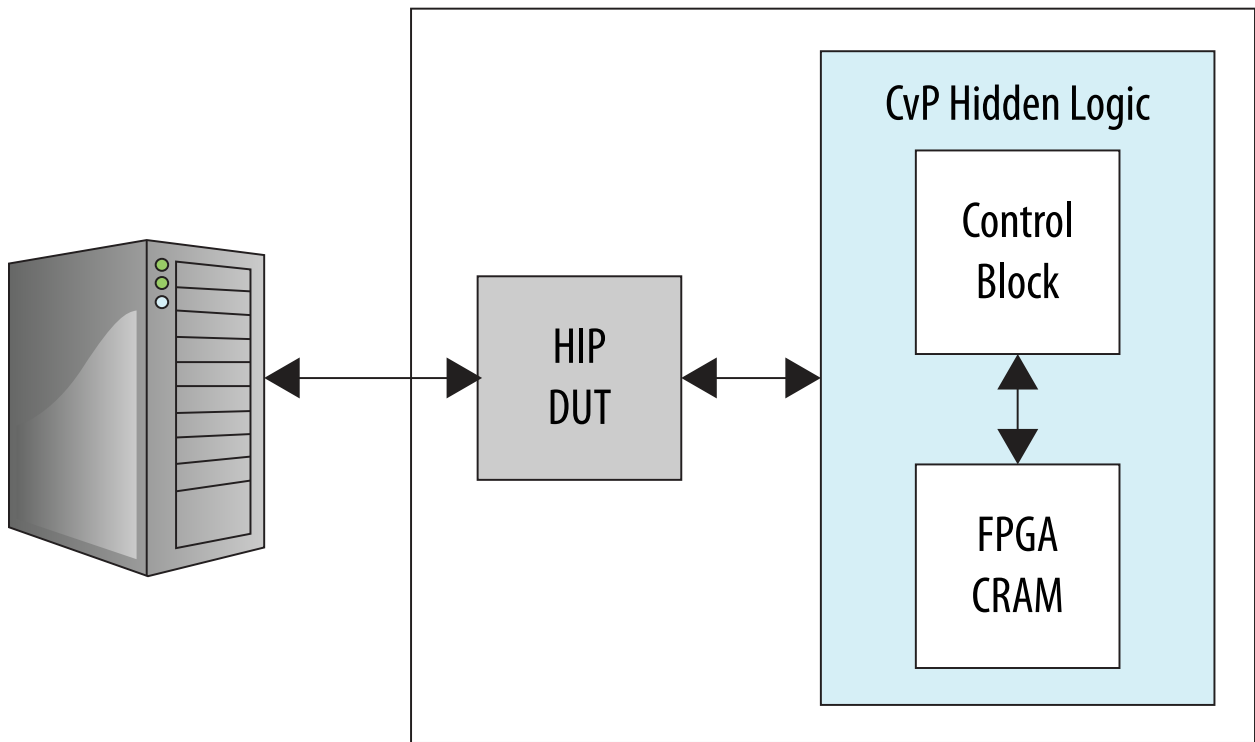 CvP Hidden Logic
Control
Block
HIP
DUT
FPGA
CRAM